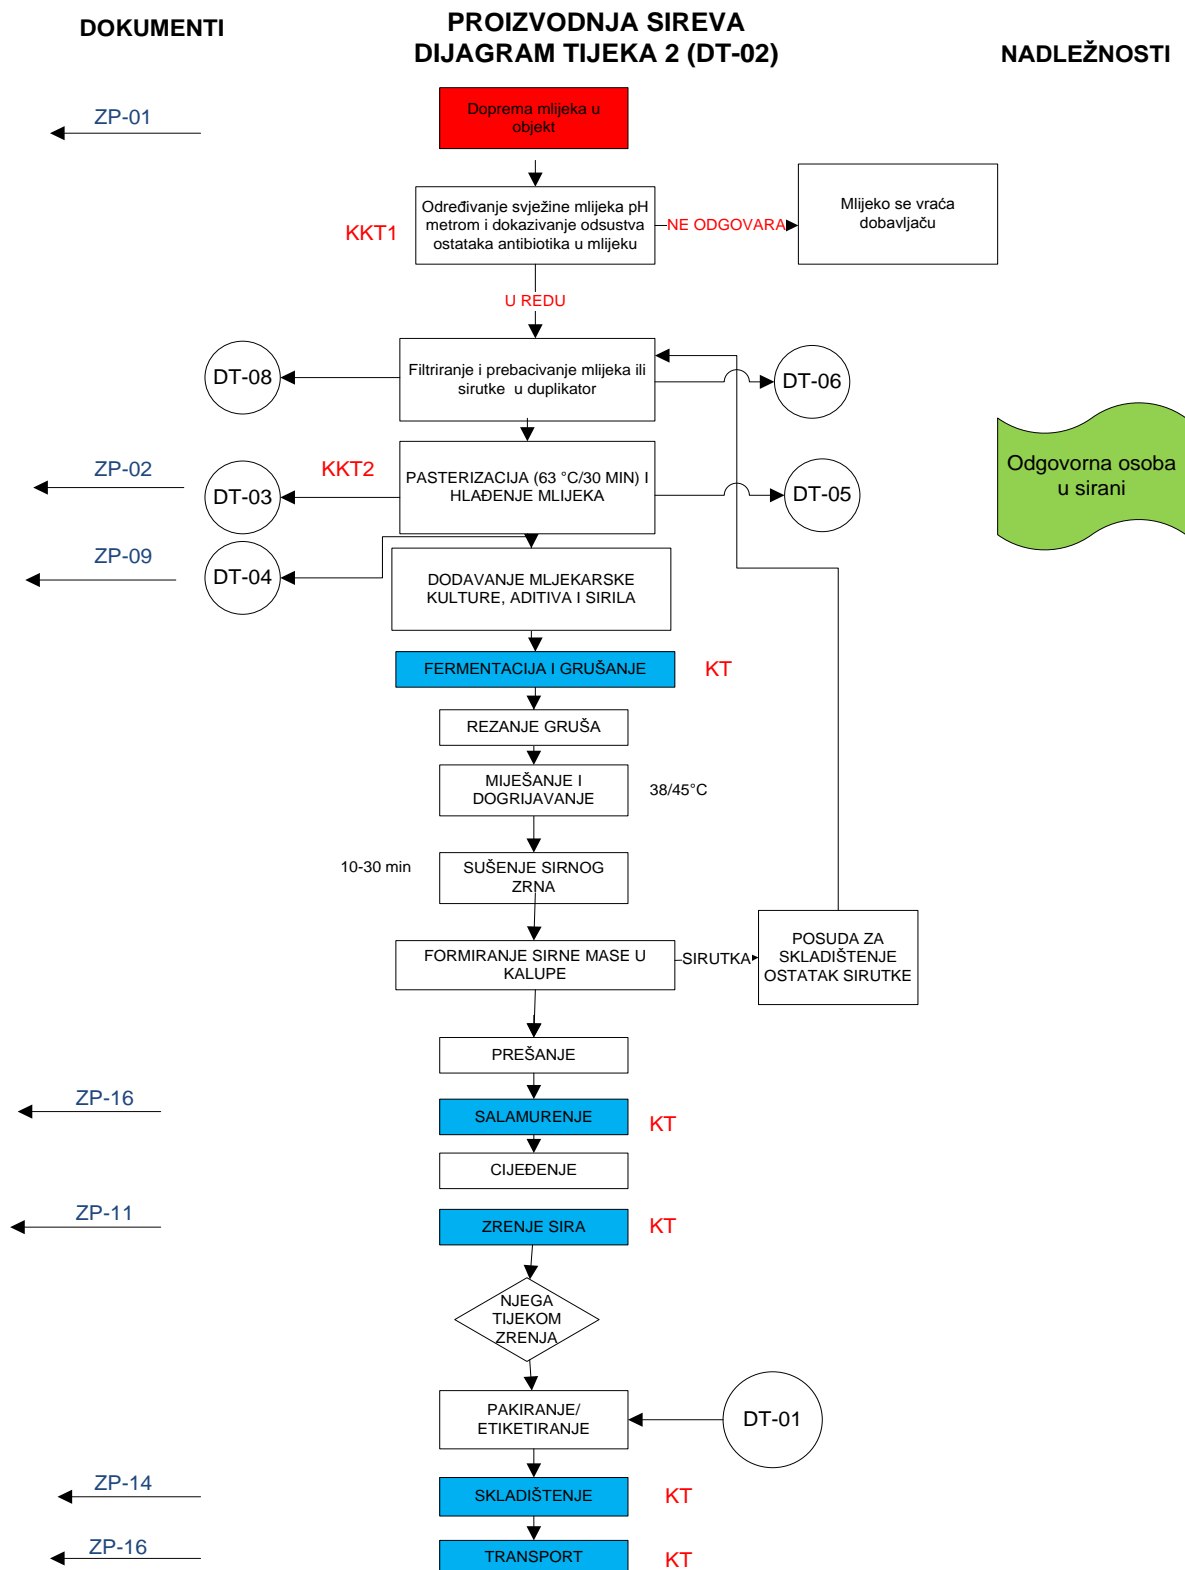 DOKUMENTI
PROIZVODNJA SIREVA
DIJAGRAM TIJEKA 2 (DT-02)
NADLEŽNOSTI
ZP-01
Doprema mlijeka u
objekt
KKT1
Određivanje svježine mlijeka pH
metrom i dokazivanje odsustva
ostataka antibiotika u mlijeku
NE ODGOVARA
Mlijeko se vraća
dobavljaču
U REDU
DT-08
Filtriranje i prebacivanje mlijeka ili
sirutke u duplikator
DT-06
ZP-02
DT-03
KKT2
PASTERIZACIJA (63 °C/30 MIN) I
HLAĐENJE MLIJEKA
DT-05
Odgovorna osoba
u sirani
ZP-09
DT-04
DODAVANJE MLJEKARSKE
KULTURE, ADITIVA I SIRILA
FERMENTACIJA I GRUŠANJE
KT
REZANJE GRUŠA
MIJEŠANJE I
DOGRIJAVANJE
38/45°C
10-30 min
SUŠENJE SIRNOG
ZRNA
FORMIRANJE SIRNE MASE U
KALUPE
SIRUTKA
POSUDA ZA
SKLADIŠTENJE
OSTATAK SIRUTKE
PREŠANJE
ZP-16
SALAMURENJE
KT
CIJEĐENJE
ZP-11
ZRENJE SIRA
KT
NJEGA
TIJEKOM
ZRENJA
PAKIRANJE/
ETIKETIRANJE
DT-01
ZP-14
SKLADIŠTENJE
KT
ZP-16
TRANSPORT
KT